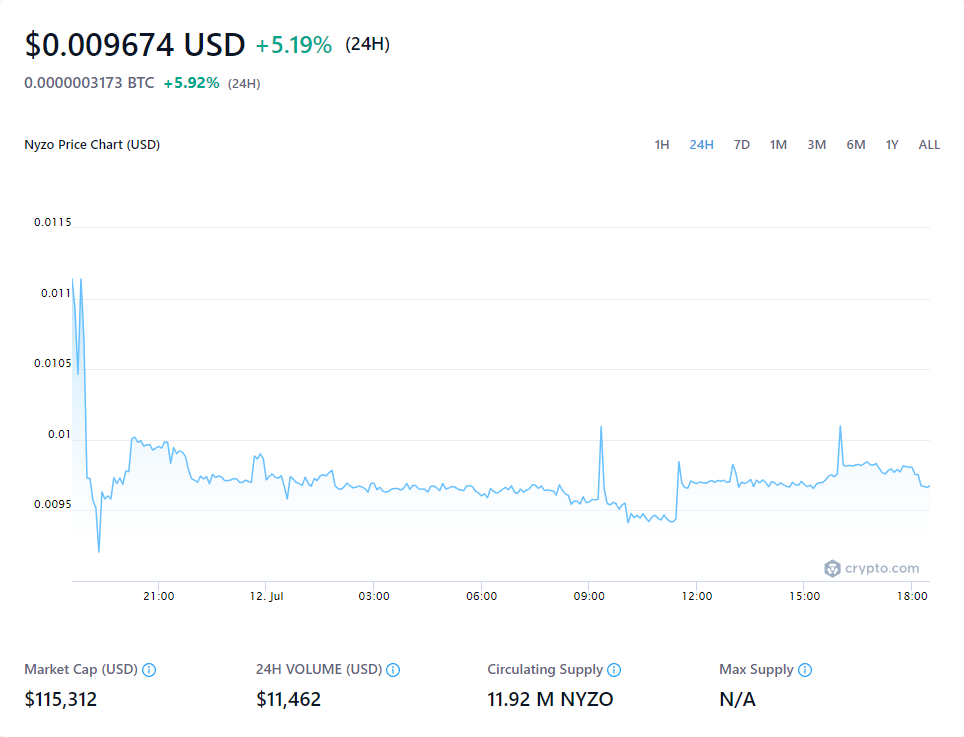 $0.009674 USD +5.19% (24H)
0.0000003173 BTC +5.92% (24H)
Nyzo Price Chart (USD) 1H 24H 7D 1M 3M 6M 1Y ALL
0.0115
0.011
0.0105
0.01
0.0095
crypto.com
21:00 12. Jul 03:00 06:00 09:00 12:00 15:00 18:00
Market Cap (USD) 24H VOLUME (USD) Circulating Supply Max Supply
$115,312 $11,462 11.92 M NYZO N/A